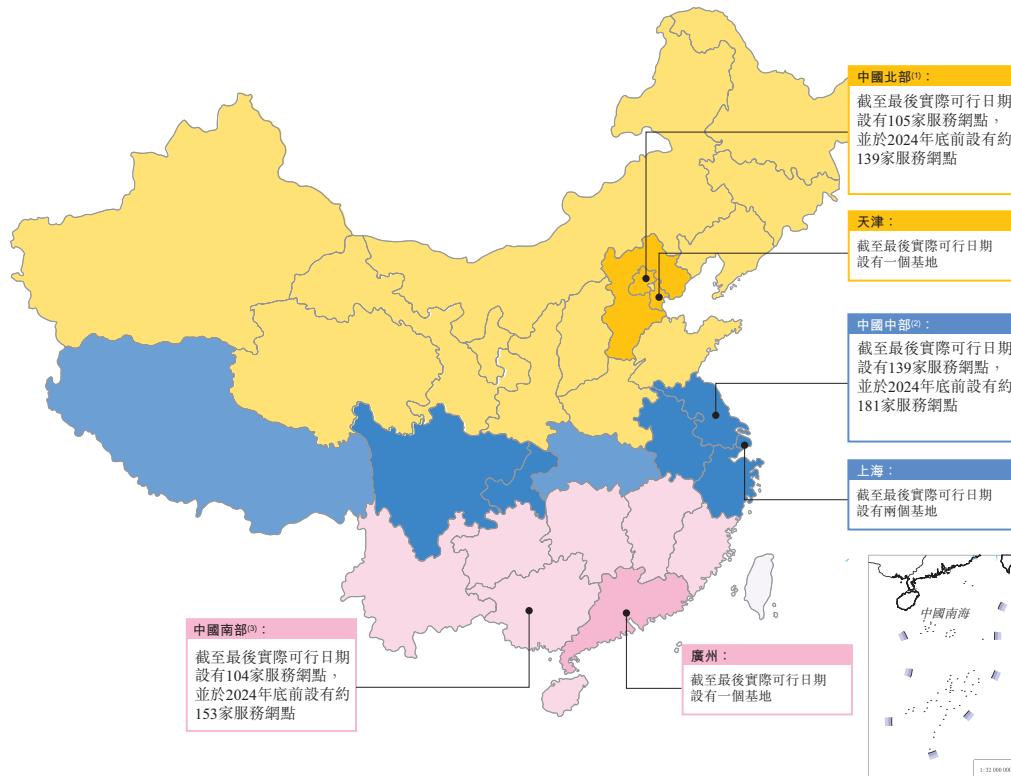 中國北部(1)：
截至最後實際可行日期
設有105家服務網點，
並於2024年底前設有約
139家服務網點
天津：
截至最後實際可行日期
設有一個基地
中國中部(2)：
截至最後實際可行日期
設有139家服務網點，
並於2024年底前設有約
181家服務網點
上海：
截至最後實際可行日期
設有兩個基地
中國南海
中國南部(3)：
截至最後實際可行日期
設有104家服務網點，
並於2024年底前設有約
153家服務網點
廣州：
截至最後實際可行日期
設有一個基地
1:32 000 000